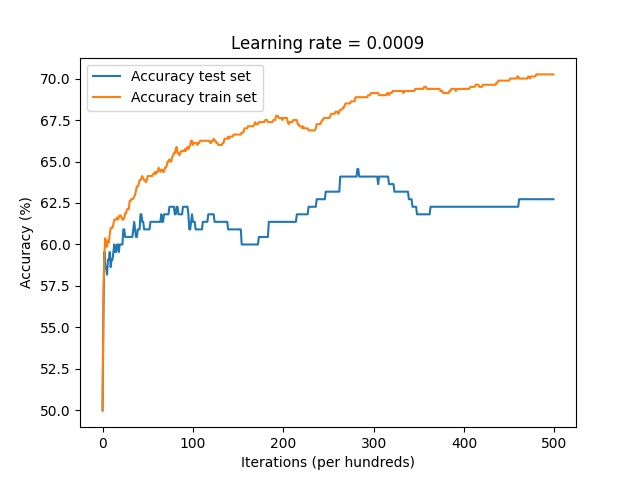 Learning rate = 0.0009
Accuracy test set
Accuracy train set
Accuracy (%)
70.0
67.5
65.0
62.5
60.0
57.5
55.0
52.5
50.0
0 100 200 300 400 500
Iterations (per hundreds)